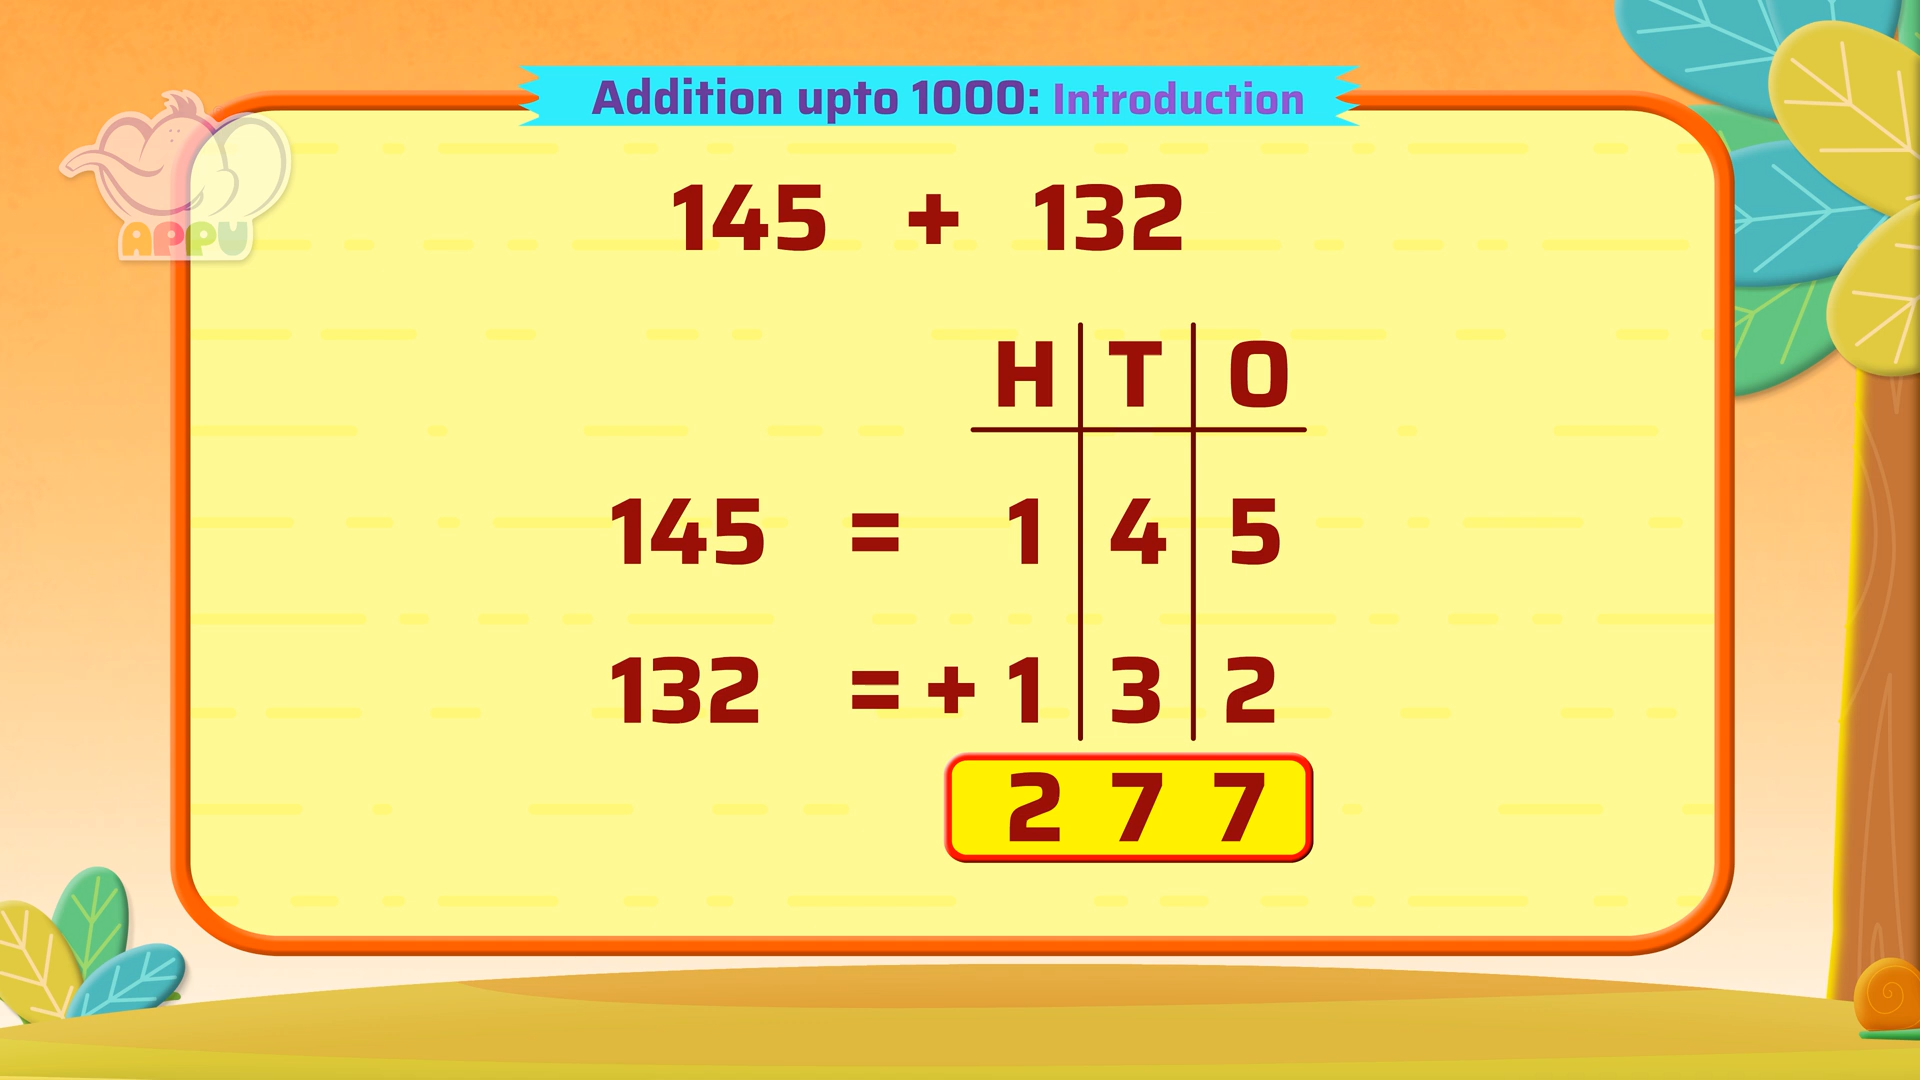 Addition upto 1000: Introduction
APPU
145 + 132
H T O
145 = 1 4 5
132 = + 1 3 2
2 7 7